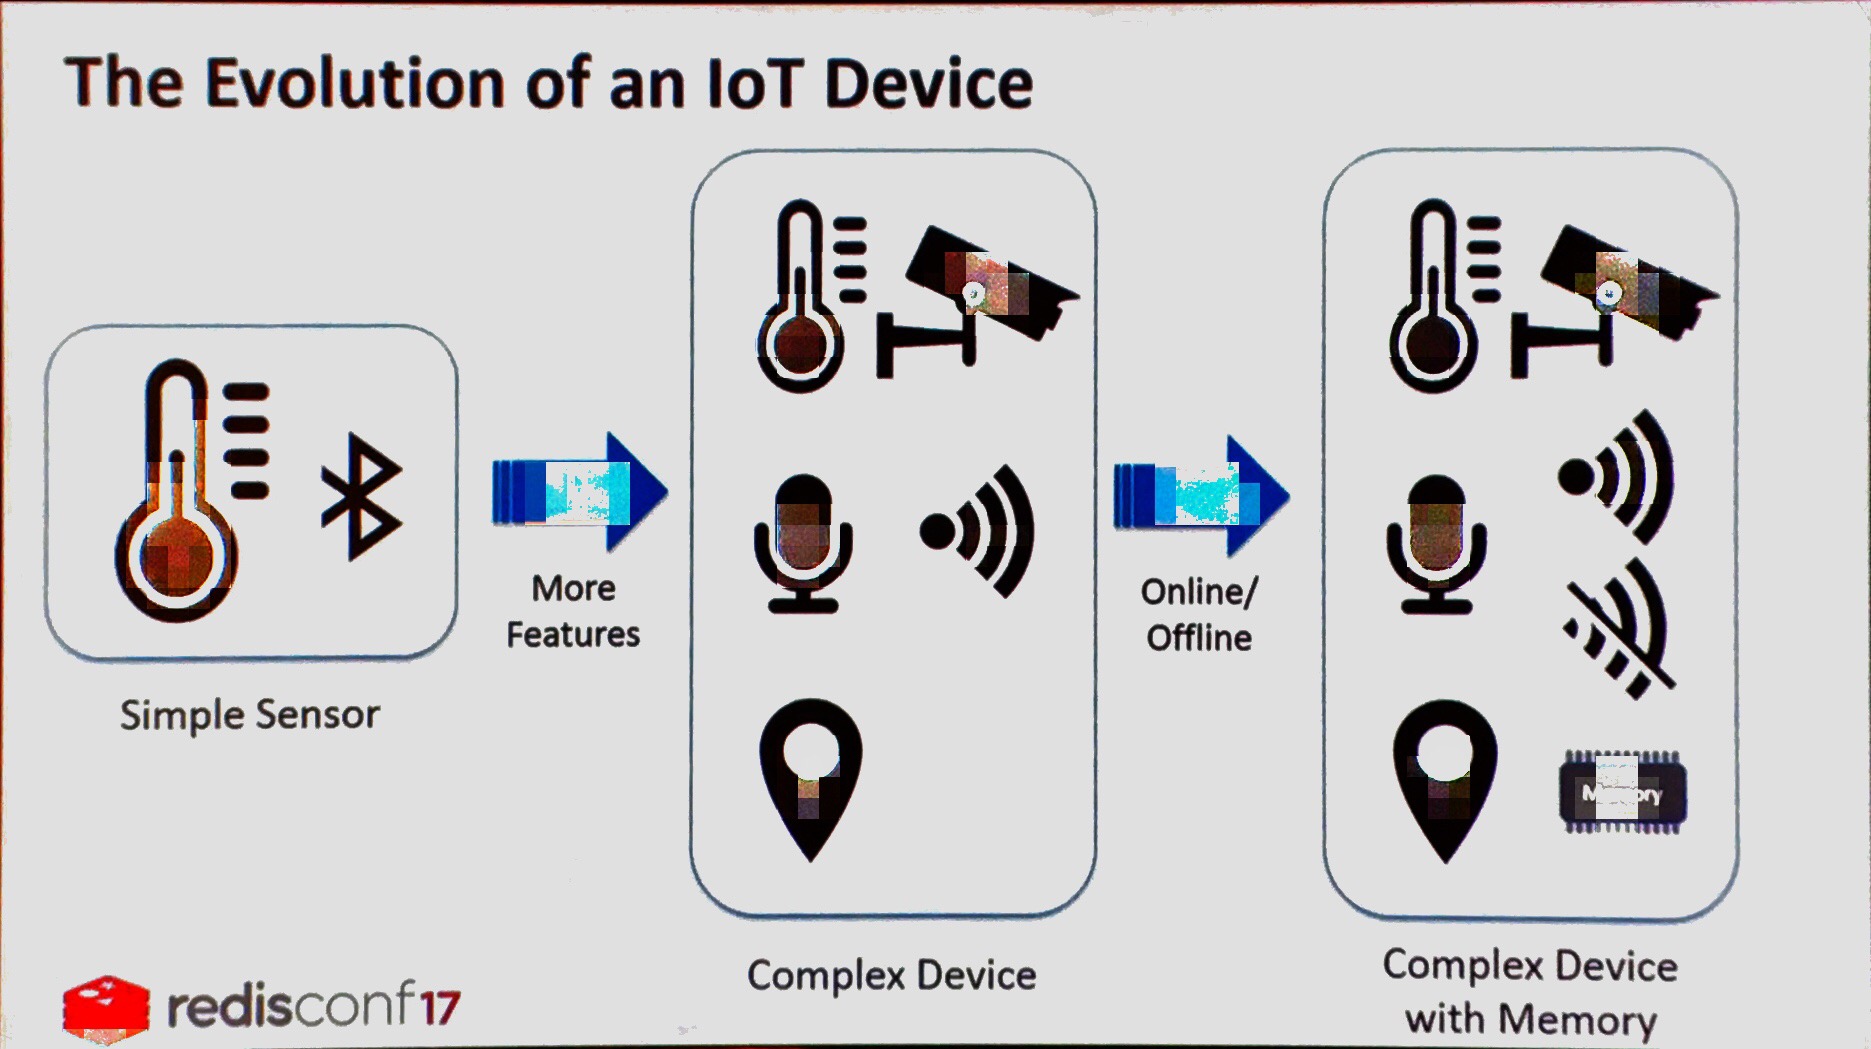 The Evolution of an IoT Device
Simple Sensor
More
Features
Complex Device
Online/
Offline
Memory
Complex Device
with Memory
redisconf17